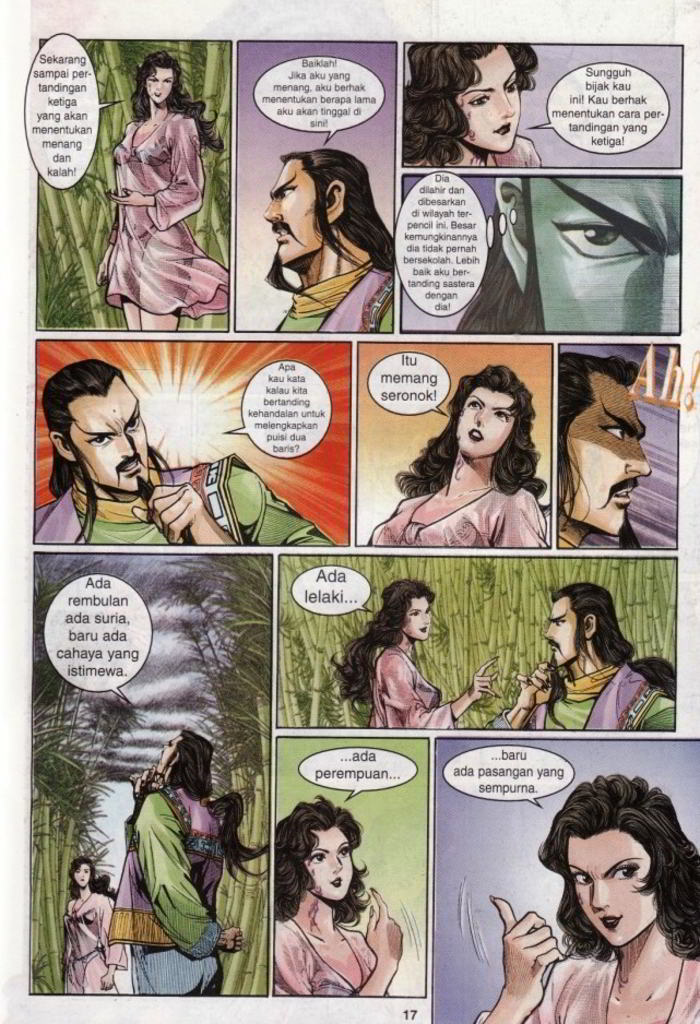 Sekarang
sampai per-
tandingan
ketiga
yang akan
menentukan
menang
dan
kalah!
Baiklah!
Jika aku yang
menang, aku berhak
menentukan berapa lama
aku akan tinggal di
sini!
Sungguh
bijak kau
ini! Kau berhak
menentukan cara per-
tandingan yang
ketiga!
Dia
dilahir dan
dibesarkan
di wilayah ter-
pencil ini. Besar
kemungkinannya
dia tidak pernah
bersekolah. Lebih
baik aku ber-
tanding sastera
dengan
dia!
Apa
kau kata
kalau kita
bertanding
kehandalan untuk
melengkapkan
puisi dua
baris?
Itu
memang
seronok!
Ah!
Ada
rembulan
ada suria,
baru ada
cahaya yang
istimewa.
Ada
lelaki...
...ada
perempuan...
...baru
ada pasangan yang
sempurna.
17